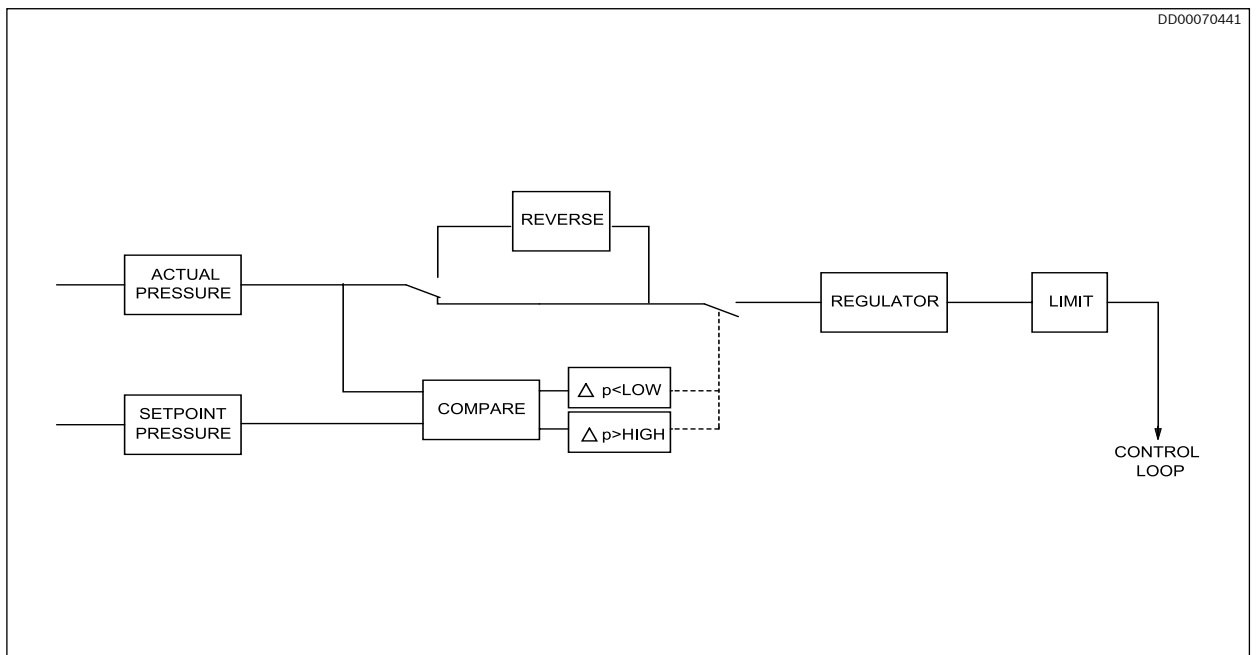 DD00070441
REVERSE
ACTUAL
PRESSURE
REGULATOR
LIMIT
△ p<LOW
COMPARE
SETPOINT
PRESSURE
△ p>HIGH
CONTROL
LOOP